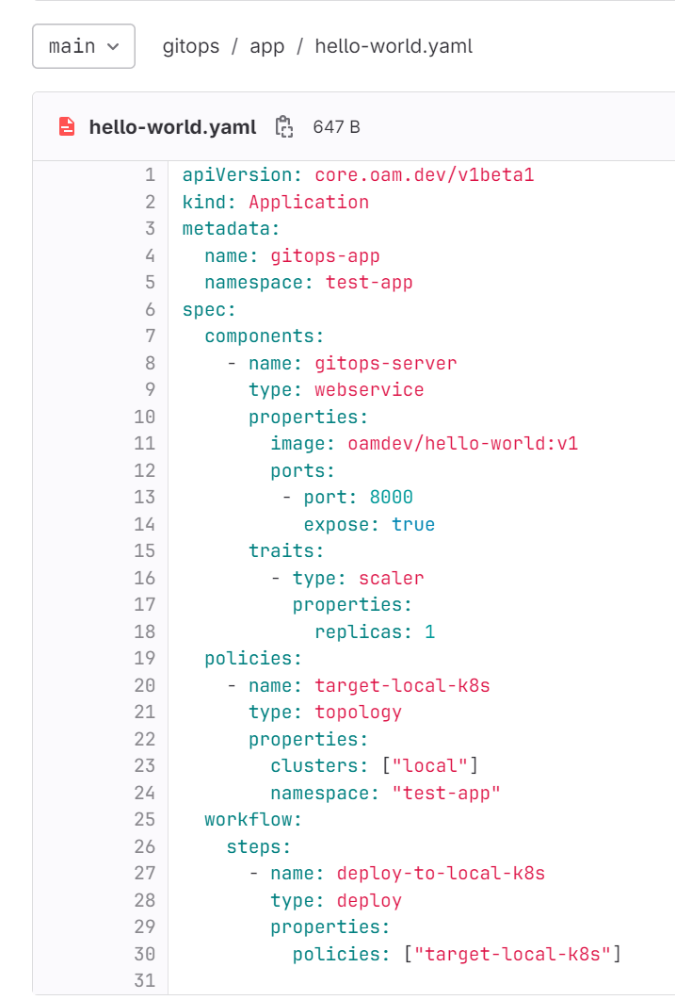 main
gitops / app / hello-world.yaml
hello-world.yaml 647 B
1 apiVersion: core.oam.dev/v1beta1
2 kind: Application
3 metadata:
4   name: gitops-app
5   namespace: test-app
6 spec:
7   components:
8     - name: gitops-server
9       type: webservice
10       properties:
11         image: oamdev/hello-world:v1
12         ports:
13          - port: 8000
14            expose: true
15       traits:
16         - type: scaler
17           properties:
18             replicas: 1
19   policies:
20     - name: target-local-k8s
21       type: topology
22       properties:
23         clusters: ["local"]
24         namespace: "test-app"
25   workflow:
26     steps:
27       - name: deploy-to-local-k8s
28         type: deploy
29         properties:
30           policies: ["target-local-k8s"]
31